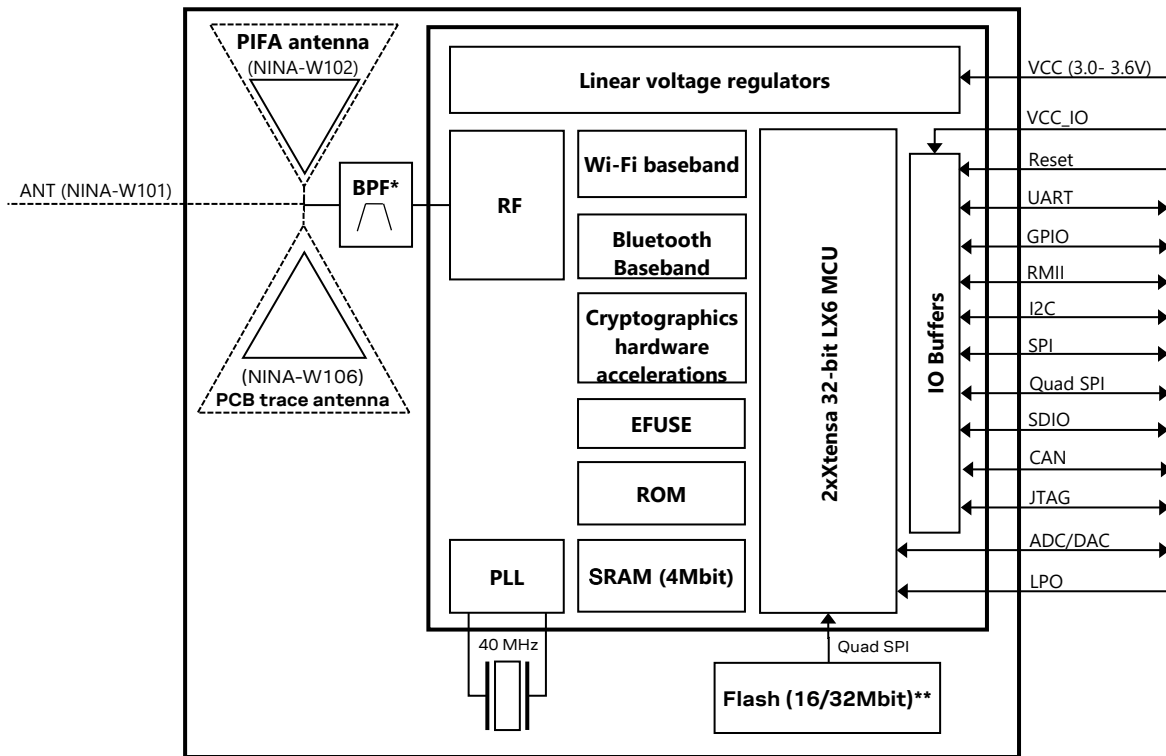 PIFA antenna
(NINA-W102)
Linear voltage regulators
VCC (3.0- 3.6V)
VCC_IO
Reset
UART
GPIO
RMII
I2C
SPI
Quad SPI
SDIO
CAN
JTAG
ADC/DAC
LPO
ANT (NINA-W101)
BPF*
RF
Wi-Fi baseband
Bluetooth
Baseband
Cryptographics
hardware
accelerations
EFUSE
ROM
SRAM (4Mbit)
2xXtensa 32-bit LX6 MCU
IO Buffers
(NINA-W106)
PCB trace antenna
PLL
40 MHz
Quad SPI
Flash (16/32Mbit)**